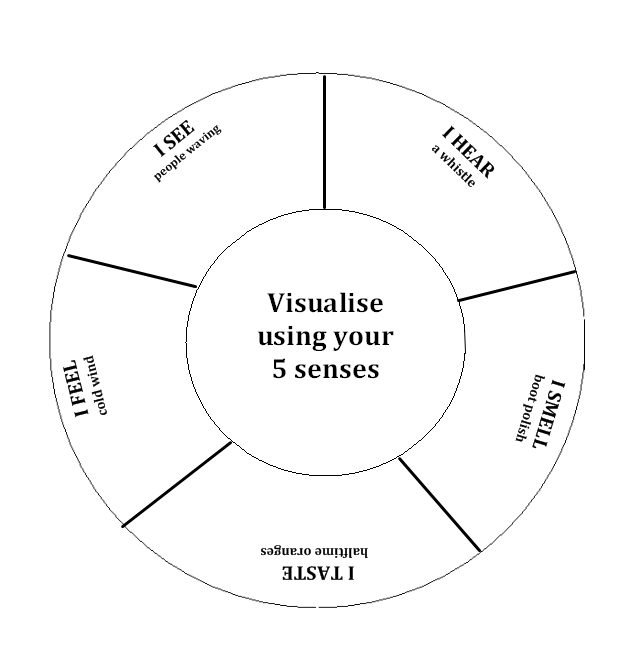 I SEE
people waving
I HEAR
a whistle
I SMELL
boot polish
I TASTE
halftime oranges
I FEEL
cold wind
Visualise
using your
5 senses